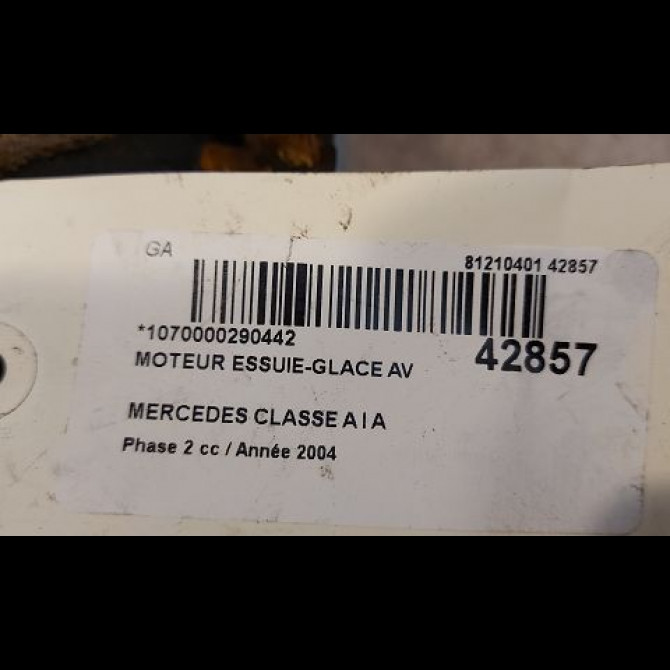 GA
81210401 42857
*1070000290442
42857
MOTEUR ESSUIE-GLACE AV
MERCEDES CLASSE A I A
Phase 2 cc / Année 2004